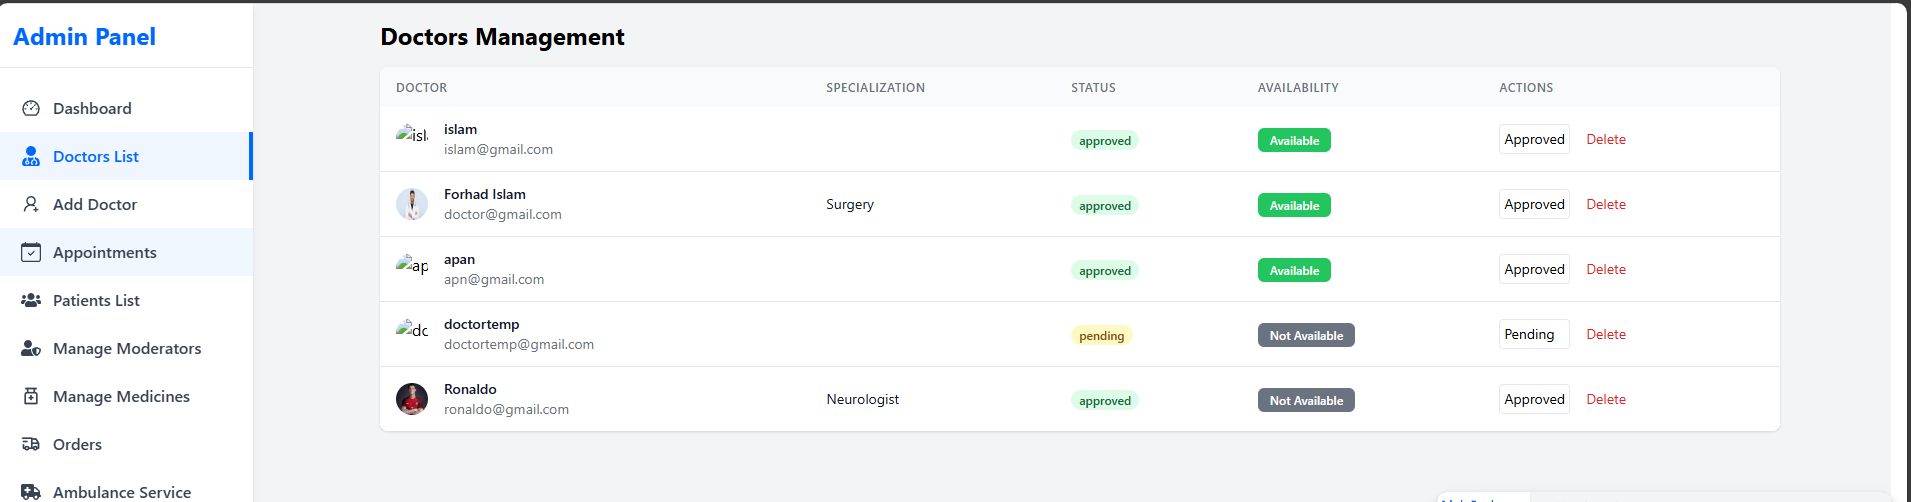 Admin Panel
Dashboard
Doctors List
Add Doctor
Appointments
Patients List
Manage Moderators
Manage Medicines
Orders
Ambulance Service
Doctors Management
DOCTOR SPECIALIZATION STATUS AVAILABILITY ACTIONS
isl islam approved Available Approved Delete
islam@gmail.com
Forhad Islam Surgery approved Available Approved Delete
doctor@gmail.com
ap apan approved Available Approved Delete
apn@gmail.com
dc doctortemp pending Not Available Pending Delete
doctortemp@gmail.com
Ronaldo Neurologist approved Not Available Approved Delete
ronaldo@gmail.com